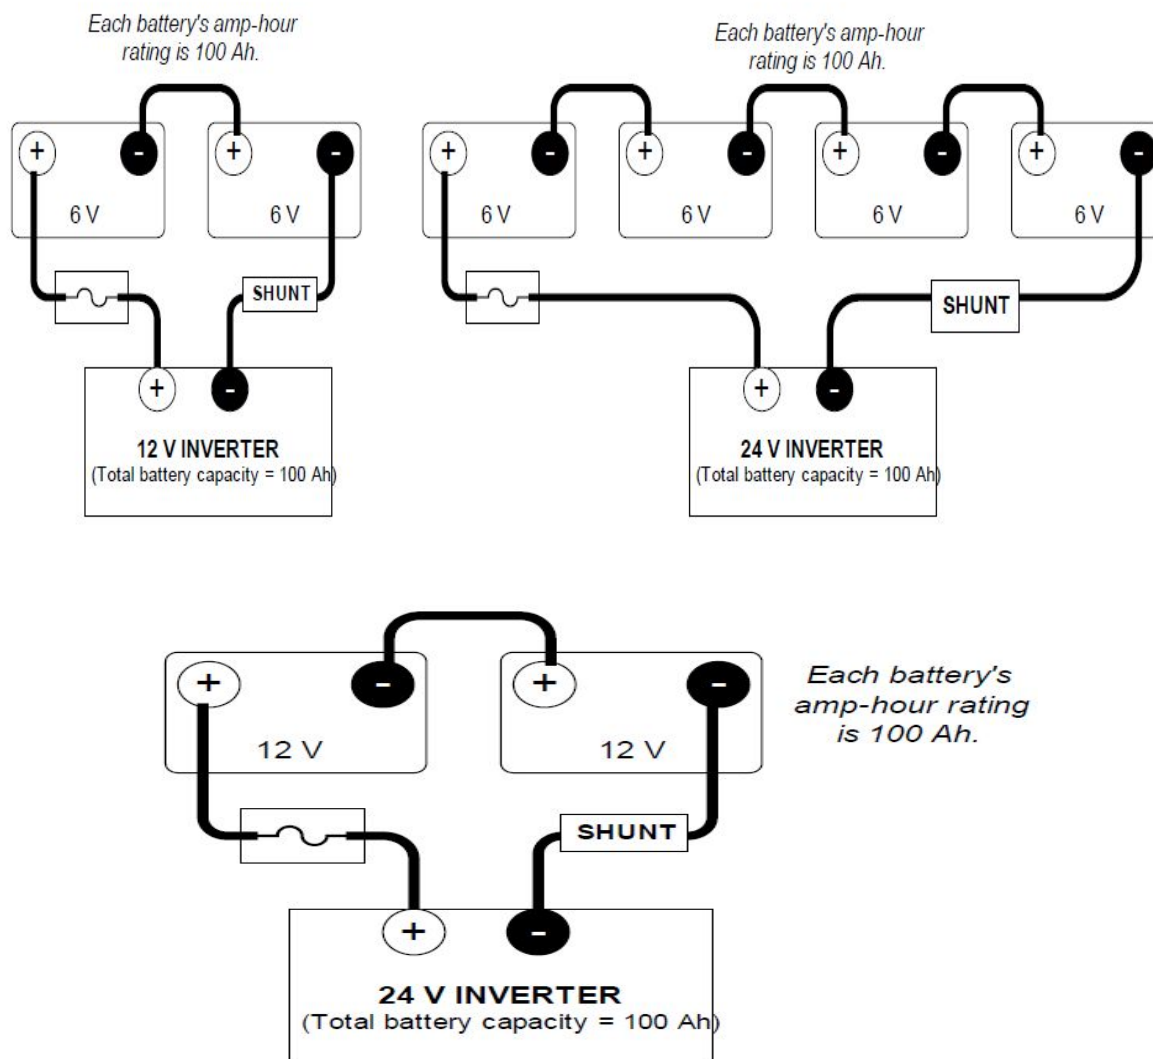 Each battery's amp-hour
rating is 100 Ah.
+
-
+
-
6 V
6 V
SHUNT
+
-
12 V INVERTER
(Total battery capacity = 100 Ah)
Each battery's amp-hour
rating is 100 Ah.
+
-
+
-
+
-
+
-
6 V
6 V
6 V
6 V
SHUNT
+
-
24 V INVERTER
(Total battery capacity = 100 Ah)
+
-
+
-
12 V
12 V
Each battery's
amp-hour rating
is 100 Ah.
SHUNT
+
-
24 V INVERTER
(Total battery capacity = 100 Ah)